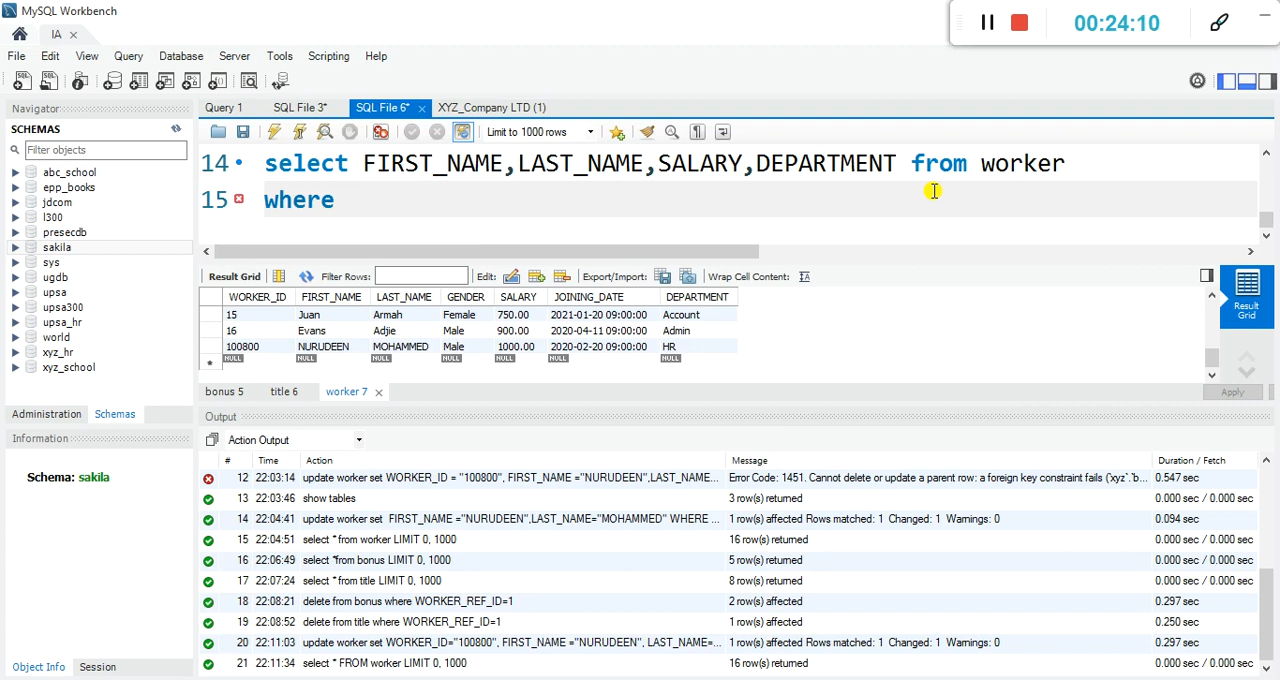 MySQL Workbench
00:24:10
IA ×
File Edit View Query Database Server Tools Scripting Help
Navigator
SCHEMAS
Filter objects
abc_school
epp_books
jdcom
l300
presecdb
sakila
sys
ugdb
upsa
upsa300
upsa_hr
world
xyz_hr
xyz_school
Administration Schemas
Information
Schema: sakila
Object Info Session
Query 1 SQL File 3* SQL File 6* × XYZ_Company LTD (1)
Limit to 1000 rows
14 select FIRST_NAME,LAST_NAME,SALARY,DEPARTMENT from worker
15 where
Result Grid Filter Rows: Edit: Export/Import: Wrap Cell Content:
WORKER_ID FIRST_NAME LAST_NAME GENDER SALARY JOINING_DATE DEPARTMENT
15 Juan Armah Female 750.00 2021-01-20 09:00:00 Account
16 Evans Adjie Male 900.00 2020-04-11 09:00:00 Admin
100800 NURUDEEN MOHAMMED Male 1000.00 2020-02-20 09:00:00 HR
NULL NULL NULL NULL NULL NULL NULL
Result Grid
bonus 5 title 6 worker 7 ×
Apply
Output
Action Output
# Time Action Message Duration / Fetch
12 22:03:14 update worker set WORKER_ID = "100800", FIRST_NAME ="NURUDEEN",LAST_NAME... Error Code: 1451. Cannot delete or update a parent row: a foreign key constraint fails (`xyz`.`b... 0.547 sec
13 22:03:46 show tables 3 row(s) returned 0.000 sec / 0.000 sec
14 22:04:41 update worker set FIRST_NAME ="NURUDEEN",LAST_NAME="MOHAMMED" WHERE ... 1 row(s) affected Rows matched: 1 Changed: 1 Warnings: 0 0.094 sec
15 22:04:51 select * from worker LIMIT 0, 1000 16 row(s) returned 0.000 sec / 0.000 sec
16 22:06:49 select *from bonus LIMIT 0, 1000 5 row(s) returned 0.000 sec / 0.000 sec
17 22:07:24 select * from title LIMIT 0, 1000 8 row(s) returned 0.000 sec / 0.000 sec
18 22:08:21 delete from bonus where WORKER_REF_ID=1 2 row(s) affected 0.297 sec
19 22:08:52 delete from title where WORKER_REF_ID=1 1 row(s) affected 0.250 sec
20 22:11:03 update worker set WORKER_ID="100800", FIRST_NAME ="NURUDEEN", LAST_NAME=... 1 row(s) affected Rows matched: 1 Changed: 1 Warnings: 0 0.297 sec
21 22:11:34 select * FROM worker LIMIT 0, 1000 16 row(s) returned 0.000 sec / 0.000 sec